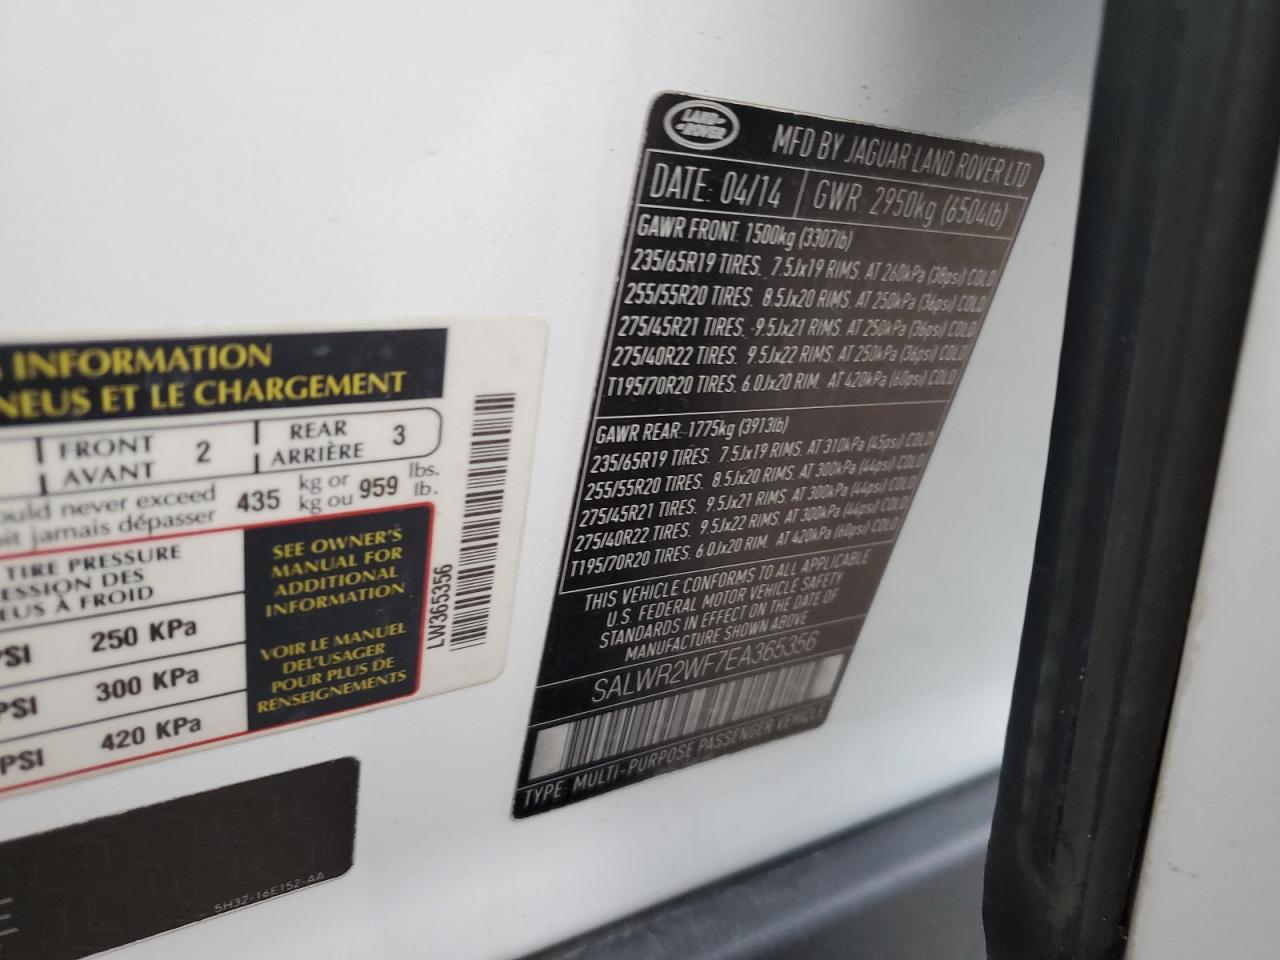 INFORMATION
NEUS ET LE CHARGEMENT
FRONT
AVANT 2
REAR
ARRIÈRE 3
ould never exceed
oit jamais dépasser 435 kg or
kg ou 959 lbs.
lb.
TIRE PRESSURE
ESSION DES
EUS À FROID
PSI 250 KPa
PSI 300 KPa
PSI 420 KPa
SEE OWNER'S
MANUAL FOR
ADDITIONAL
INFORMATION
VOIR LE MANUEL
DEL'USAGER
POUR PLUS DE
RENSEIGNEMENTS
LW365356
5H32-16E152-AA
LAND-
ROVER
MFD BY JAGUAR LAND ROVER LTD
DATE: 04/14 GWR 2950kg (6504lb)
GAWR FRONT 1500kg (3307lb)
235/65R19 TIRES. 7.5Jx19 RIMS. AT 260kPa (38psi) COLD
255/55R20 TIRES. 8.5Jx20 RIMS. AT 250kPa (36psi) COLD
275/45R21 TIRES. 9.5Jx21 RIMS. AT 250kPa (36psi) COLD
275/40R22 TIRES. 9.5Jx22 RIMS. AT 250kPa (36psi) COLD
T195/70R20 TIRES. 6.0Jx20 RIM. AT 420kPa (60psi) COLD
GAWR REAR 1775kg (3913lb)
235/65R19 TIRES. 7.5Jx19 RIMS. AT 310kPa (45psi) COLD
255/55R20 TIRES. 8.5Jx20 RIMS. AT 300kPa (44psi) COLD
275/45R21 TIRES. 9.5Jx21 RIMS. AT 300kPa (44psi) COLD
275/40R22 TIRES. 9.5Jx22 RIMS. AT 300kPa (44psi) COLD
T195/70R20 TIRES. 6.0Jx20 RIM. AT 420kPa (60psi) COLD
THIS VEHICLE CONFORMS TO ALL APPLICABLE
U.S. FEDERAL MOTOR VEHICLE SAFETY
STANDARDS IN EFFECT ON THE DATE OF
MANUFACTURE SHOWN ABOVE
SALWR2WF7EA365356
TYPE: MULTI-PURPOSE PASSENGER VEHICLE